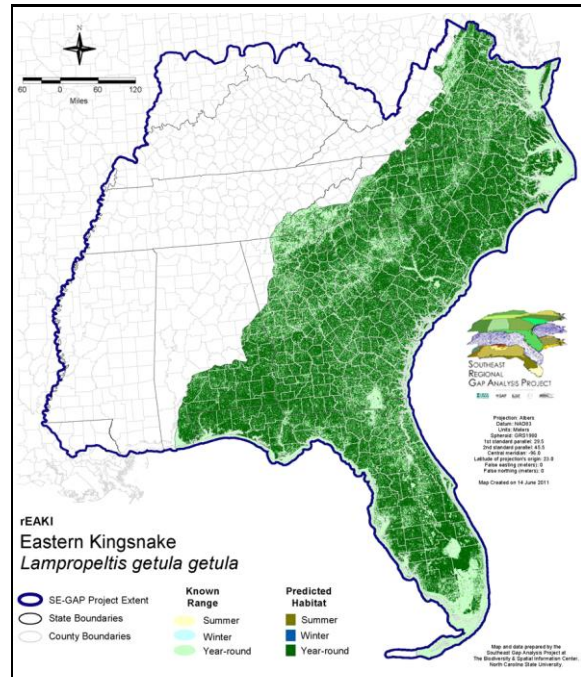 N
60 0 60 120
Miles
SOUTHEAST
REGIONAL
GAP ANALYSIS PROJECT
Projection: Albers
Datum: NAD83
Units: Meters
Spheroid: GRS1980
1st standard parallel: 29.5
2nd standard parallel: 45.5
Central meridian: -96.0
Latitude of projection's origin: 23.0
False easting (meters): 0
False northing (meters): 0
Map Created on 14 June 2011
rEAKI
Eastern Kingsnake
Lampropeltis getula getula
SE-GAP Project Extent
State Boundaries
County Boundaries
Known
Range
Summer
Winter
Year-round
Predicted
Habitat
Summer
Winter
Year-round
Map and data prepared by the
Southeast Gap Analysis Project at
The Biodiversity & Spatial Information Center,
North Carolina State University.